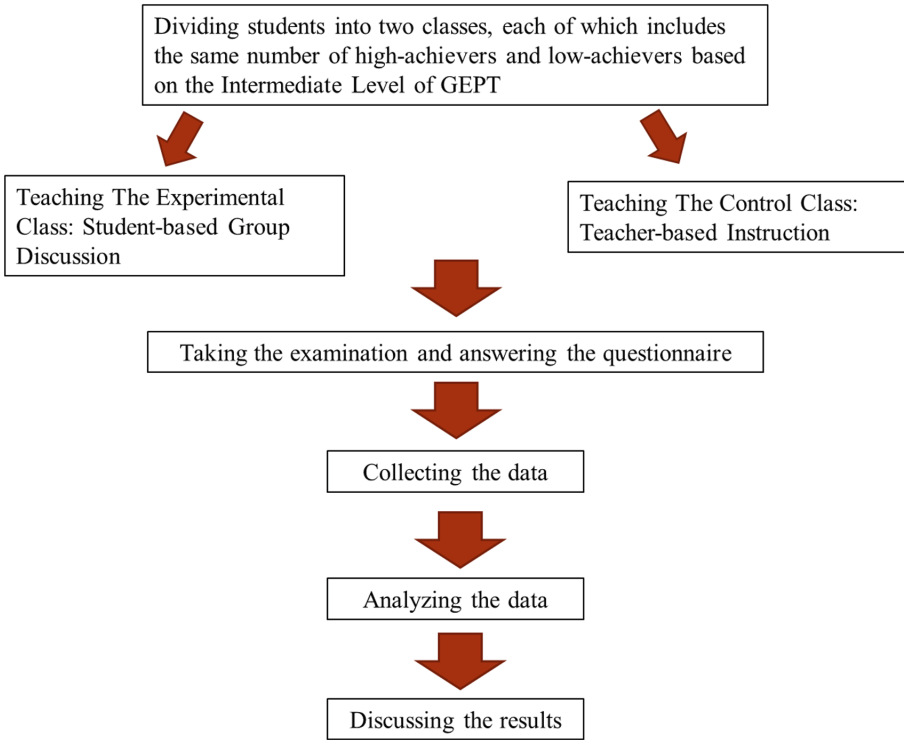 Dividing students into two classes, each of which includes
the same number of high-achievers and low-achievers based
on the Intermediate Level of GEPT
Teaching The Experimental
Class: Student-based Group
Discussion
Teaching The Control Class:
Teacher-based Instruction
Taking the examination and answering the questionnaire
Collecting the data
Analyzing the data
Discussing the results